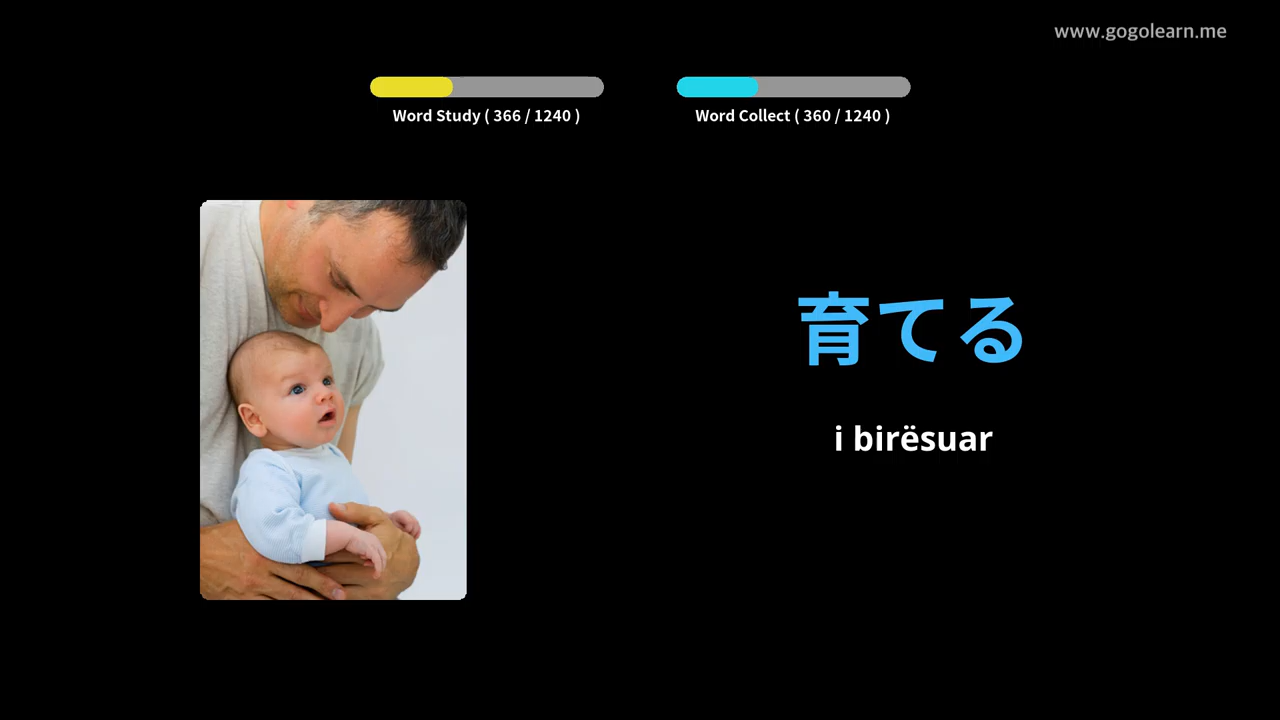 www.gogolearn.me
Word Study ( 366 / 1240 )
Word Collect ( 360 / 1240 )
育てる
i birësuar